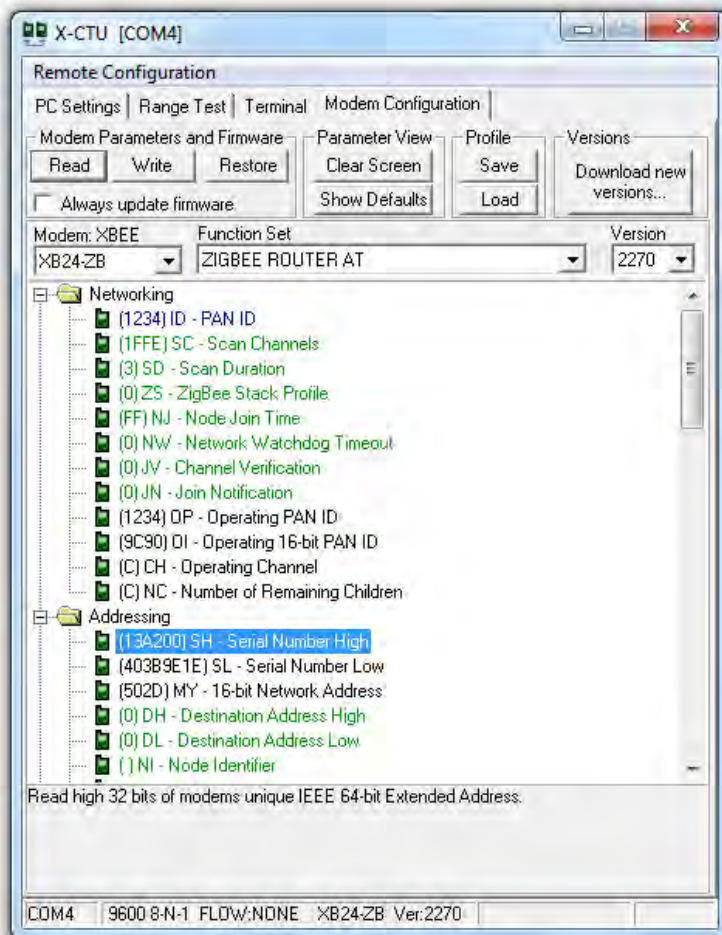 X-CTU [COM4]
Remote Configuration
PC Settings Range Test Terminal Modem Configuration
Modem Parameters and Firmware Parameter View Profile Versions
Read Write Restore Clear Screen Save Download new versions...
Always update firmware Show Defaults Load
Modem: XBEE Function Set Version
XB24-ZB ZIGBEE ROUTER AT 2270
Networking
(1234) ID - PAN ID
(1FFE) SC - Scan Channels
(3) SD - Scan Duration
(0) ZS - ZigBee Stack Profile
(FF) NJ - Node Join Time
(0) NW - Network Watchdog Timeout
(0) JV - Channel Verification
(0) JN - Join Notification
(1234) OP - Operating PAN ID
(9C90) OI - Operating 16-bit PAN ID
(C) CH - Operating Channel
(C) NC - Number of Remaining Children
Addressing
(13A200) SH - Serial Number High
(403B9E1E) SL - Serial Number Low
(502D) MY - 16-bit Network Address
(0) DH - Destination Address High
(0) DL - Destination Address Low
( ) NI - Node Identifier
Read high 32 bits of modems unique IEEE 64-bit Extended Address.
COM4 9600 8-N-1 FLOW:NONE XB24-ZB Ver:2270